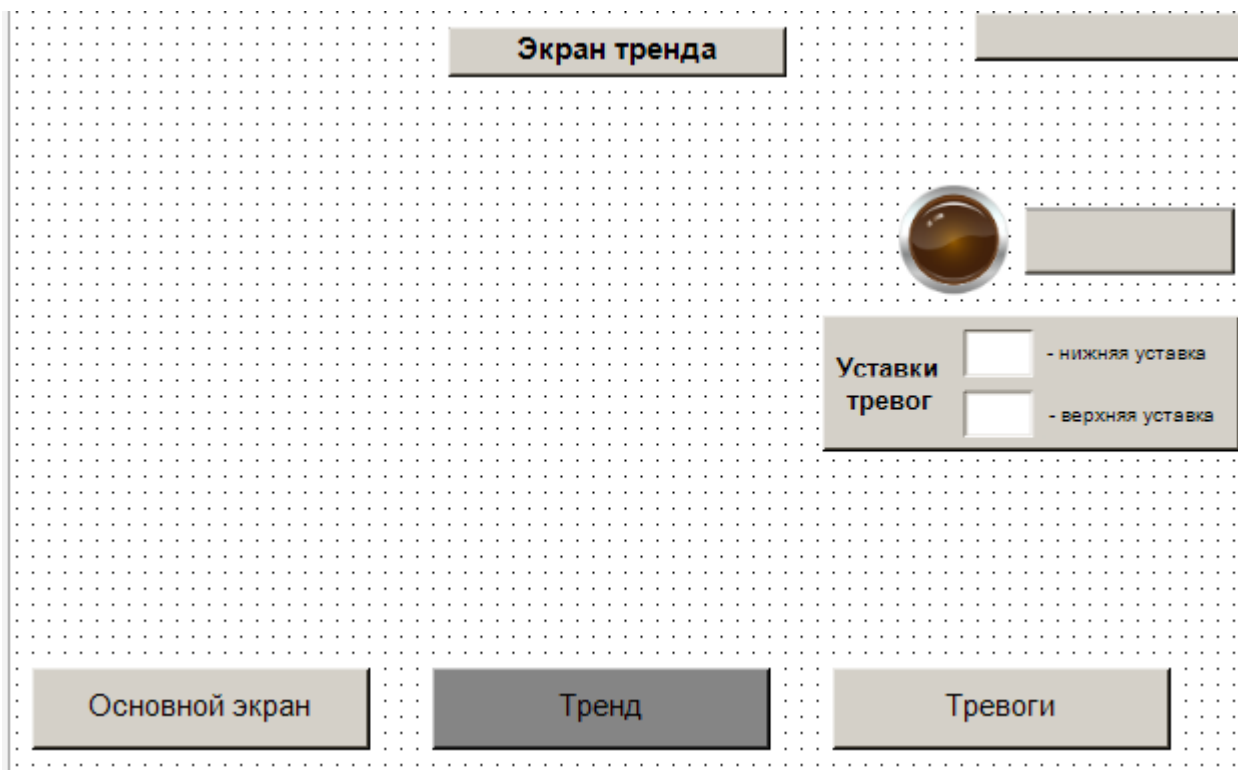 Экран тренда
Уставки
тревог
- нижняя уставка
- верхняя уставка
Основной экран
Тренд
Тревоги